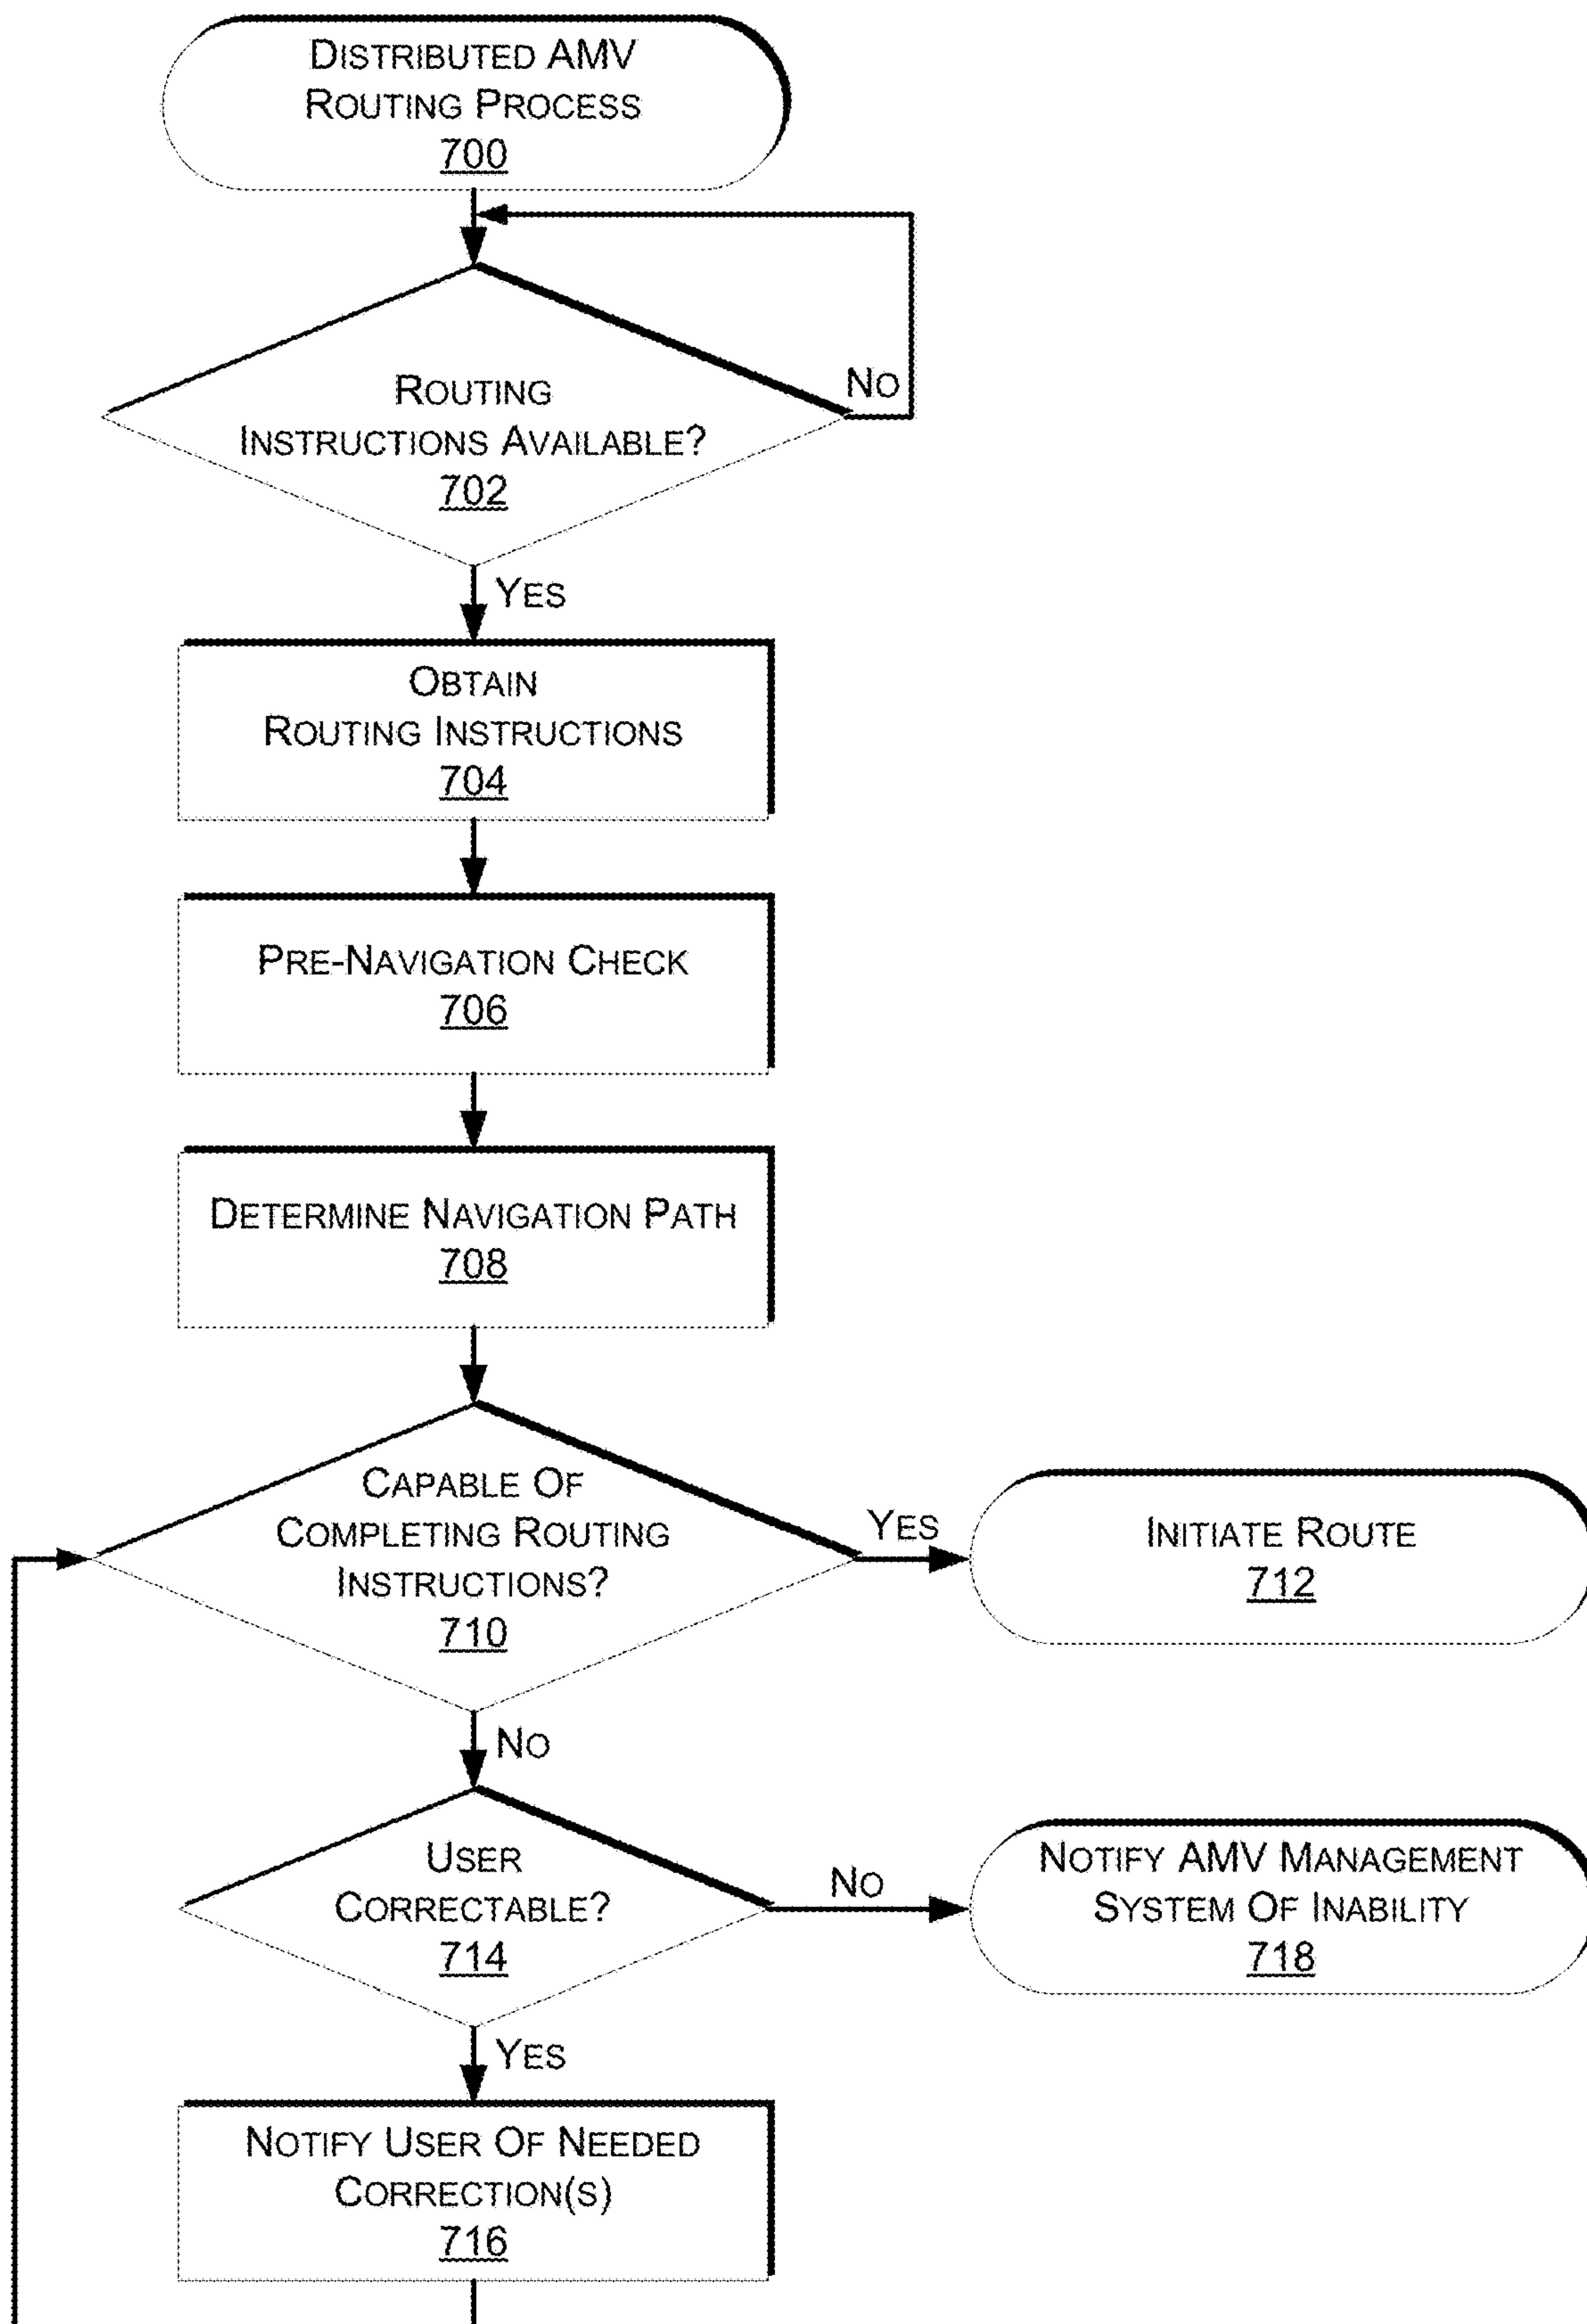 DISTRIBUTED AMV
ROUTING PROCESS
700
NO
ROUTING
INSTRUCTIONS AVAILABLE?
702
YES
OBTAIN
ROUTING INSTRUCTIONS
704
PRE-NAVIGATION CHECK
706
DETERMINE NAVIGATION PATH
708
CAPABLE OF
COMPLETING ROUTING
INSTRUCTIONS?
710
YES
INITIATE ROUTE
712
NO
USER
CORRECTABLE?
714
NO
NOTIFY AMV MANAGEMENT
SYSTEM OF INABILITY
718
YES
NOTIFY USER OF NEEDED
CORRECTION(S)
716